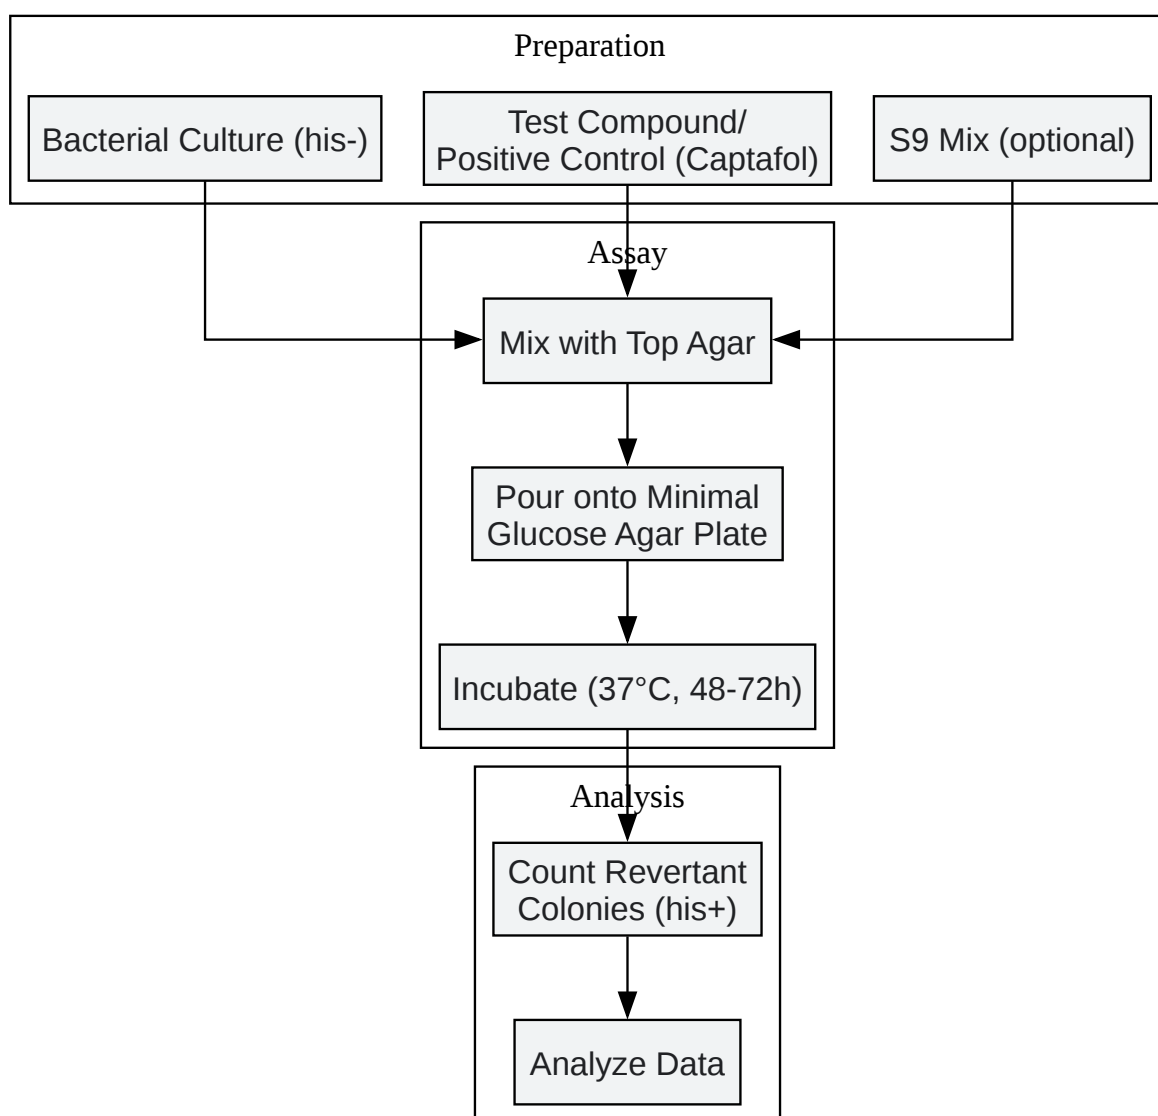 Preparation
Bacterial Culture (his-)
Test Compound/
Positive Control (Captafol)
S9 Mix (optional)
Assay
Mix with Top Agar
Pour onto Minimal
Glucose Agar Plate
Incubate (37°C, 48-72h)
Analysis
Count Revertant
Colonies (his+)
Analyze Data